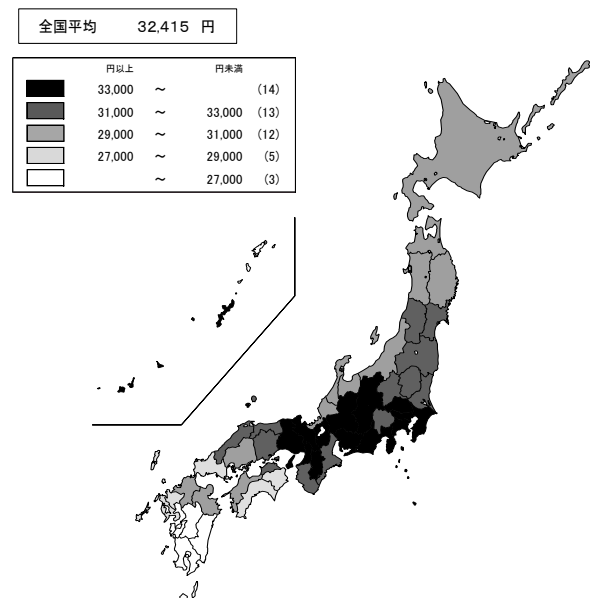 全国平均 32,415 円
円以上 円未満
33,000 ～ (14)
31,000 ～ 33,000 (13)
29,000 ～ 31,000 (12)
27,000 ～ 29,000 (5)
～ 27,000 (3)